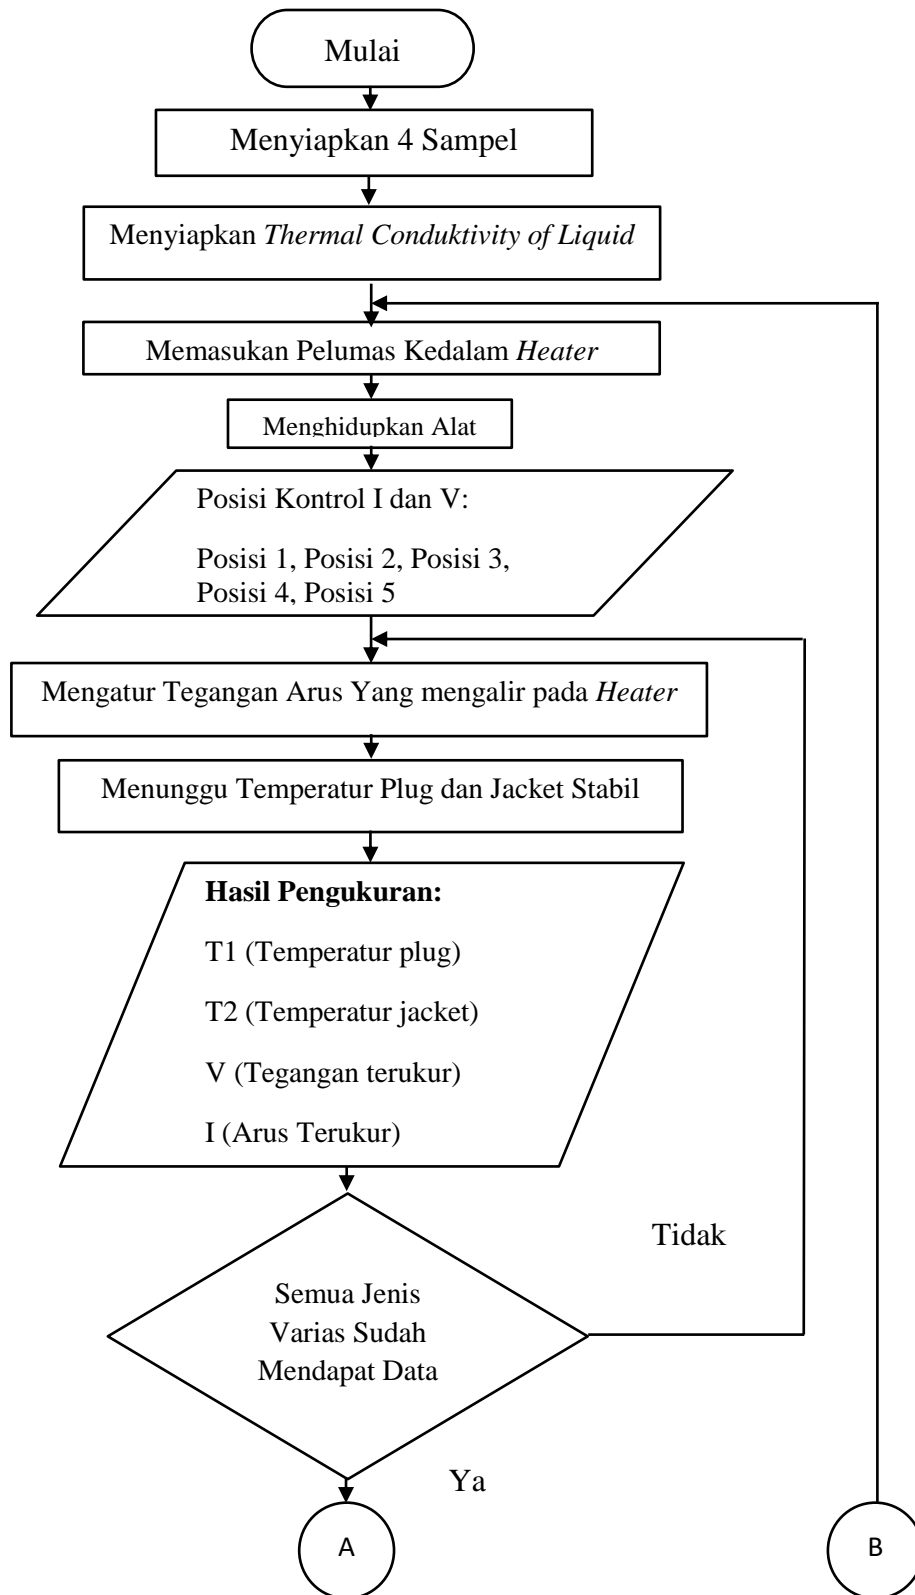 Mulai
Menyiapkan 4 Sampel
Menyiapkan Thermal Conduktivity of Liquid
Memasukan Pelumas Kedalam Heater
Menghidupkan Alat
Posisi Kontrol I dan V:
Posisi 1, Posisi 2, Posisi 3,
Posisi 4, Posisi 5
Mengatur Tegangan Arus Yang mengalir pada Heater
Menunggu Temperatur Plug dan Jacket Stabil
Hasil Pengukuran:
T1 (Temperatur plug)
T2 (Temperatur jacket)
V (Tegangan terukur)
I (Arus Terukur)
Tidak
Semua Jenis
Varias Sudah
Mendapat Data
Ya
A
B